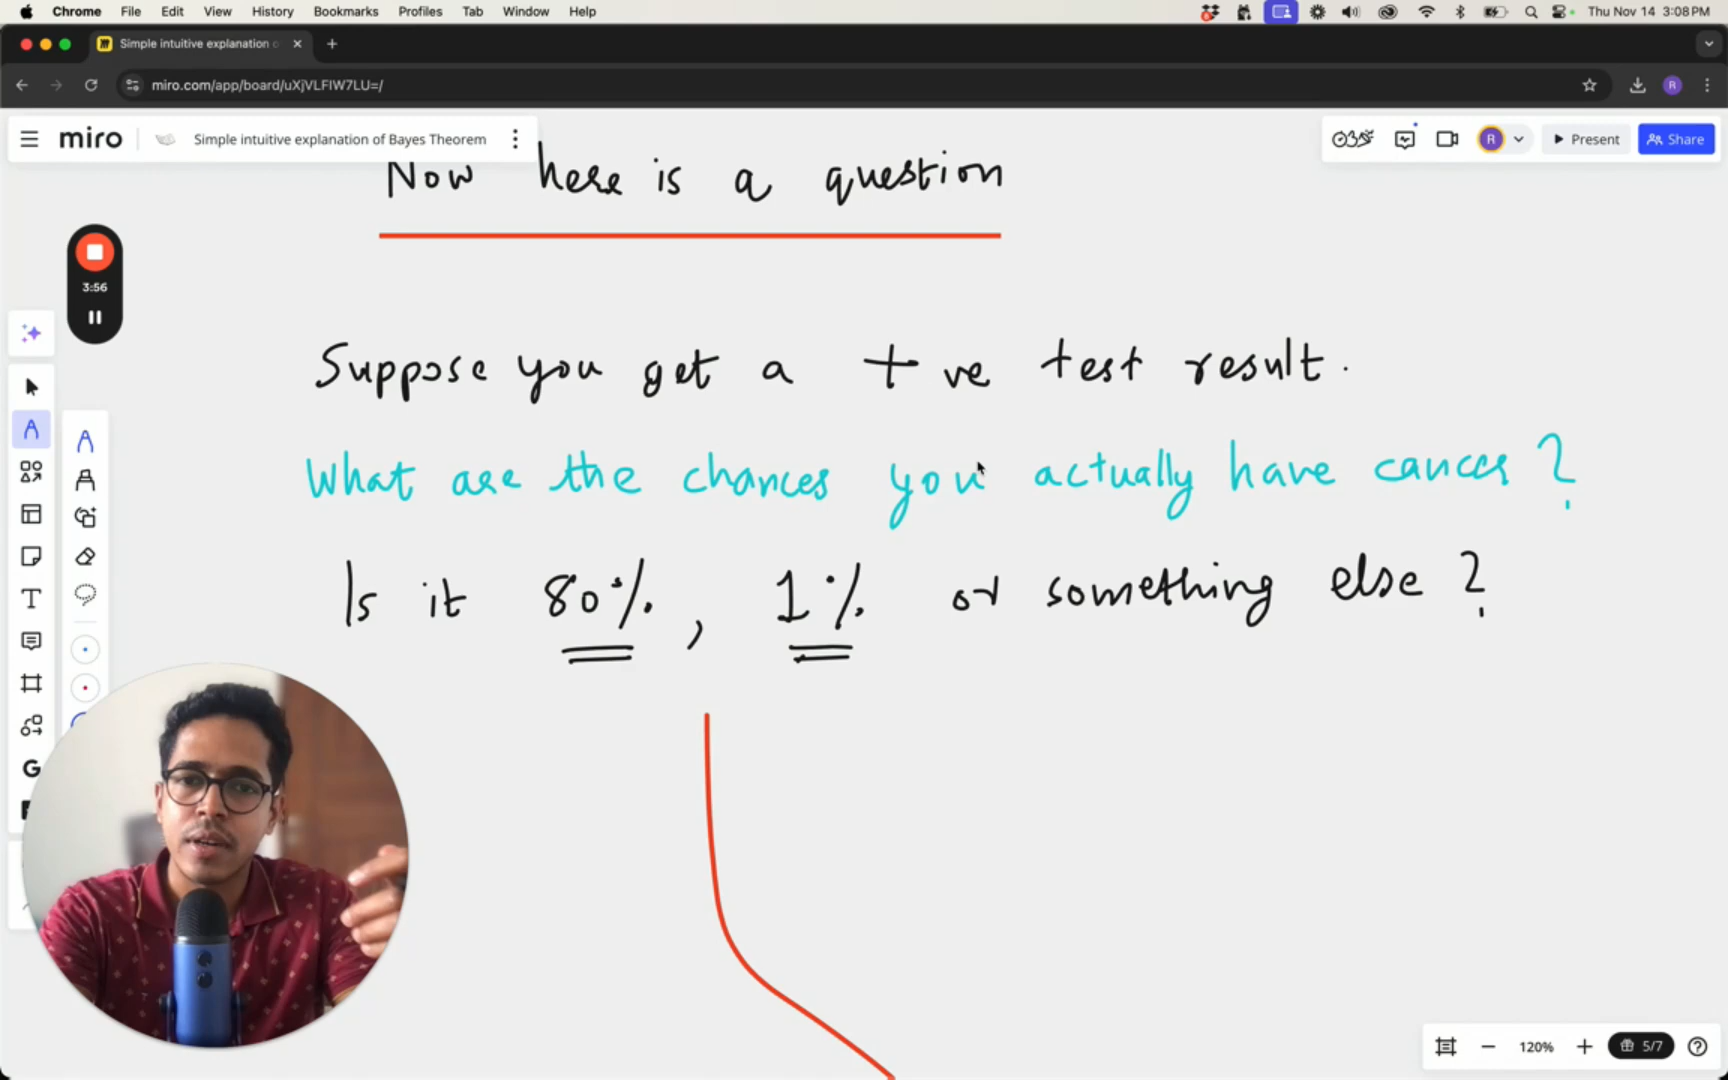 Chrome File Edit View History Bookmarks Profiles Tab Window Help Thu Nov 14 3:08 PM
Simple intuitive explanation o
miro.com/app/board/uXjVLFIW7LU=/ R
miro Simple intuitive explanation of Bayes Theorem R Present Share
Now here is a question
3:56
Suppose you get a +ve test result.
What are the chances you actually have cancer?
Is it 80%, 1% or something else?
G
120% 5/7